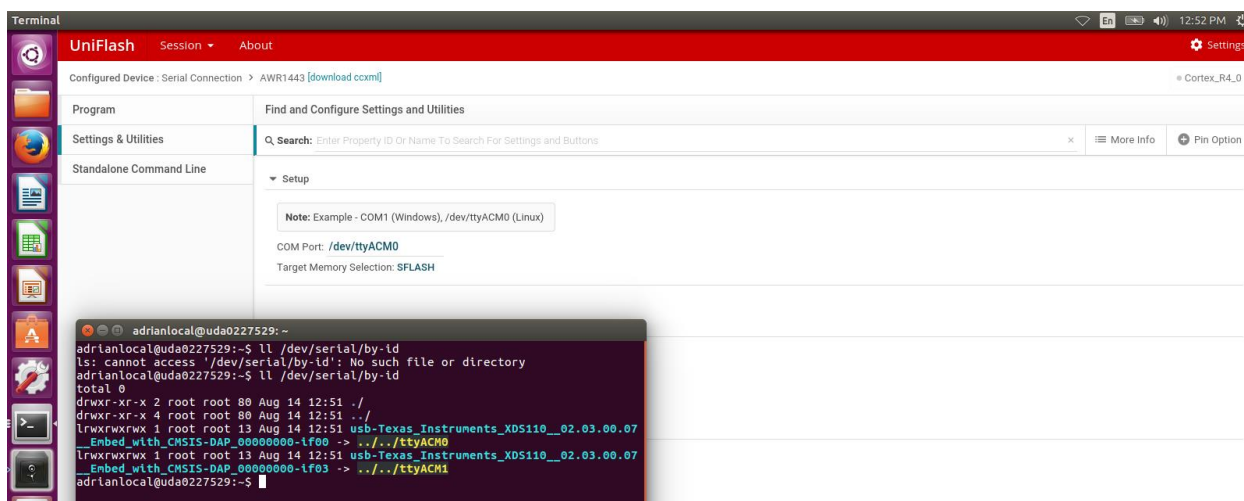 Terminal
En
12:52 PM
UniFlash Session About
Settings
Configured Device : Serial Connection > AWR1443 [download ccxml]
Cortex_R4_0
Program
Settings & Utilities
Standalone Command Line
Find and Configure Settings and Utilities
Search: Enter Property ID Or Name To Search For Settings and Buttons
× More Info Pin Option
Setup
Note: Example - COM1 (Windows), /dev/ttyACM0 (Linux)
COM Port: /dev/ttyACM0
Target Memory Selection: SFLASH
adrianlocal@uda0227529: ~
adrianlocal@uda0227529:~$ ll /dev/serial/by-id
ls: cannot access '/dev/serial/by-id': No such file or directory
adrianlocal@uda0227529:~$ ll /dev/serial/by-id
total 0
drwxr-xr-x 2 root root 80 Aug 14 12:51 ./
drwxr-xr-x 4 root root 80 Aug 14 12:51 ../
lrwxrwxrwx 1 root root 13 Aug 14 12:51 usb-Texas_Instruments_XDS110__02.03.00.07
__Embed_with_CMSIS-DAP_00000000-if00 -> ../../ttyACM0
lrwxrwxrwx 1 root root 13 Aug 14 12:51 usb-Texas_Instruments_XDS110__02.03.00.07
__Embed_with_CMSIS-DAP_00000000-if03 -> ../../ttyACM1
adrianlocal@uda0227529:~$